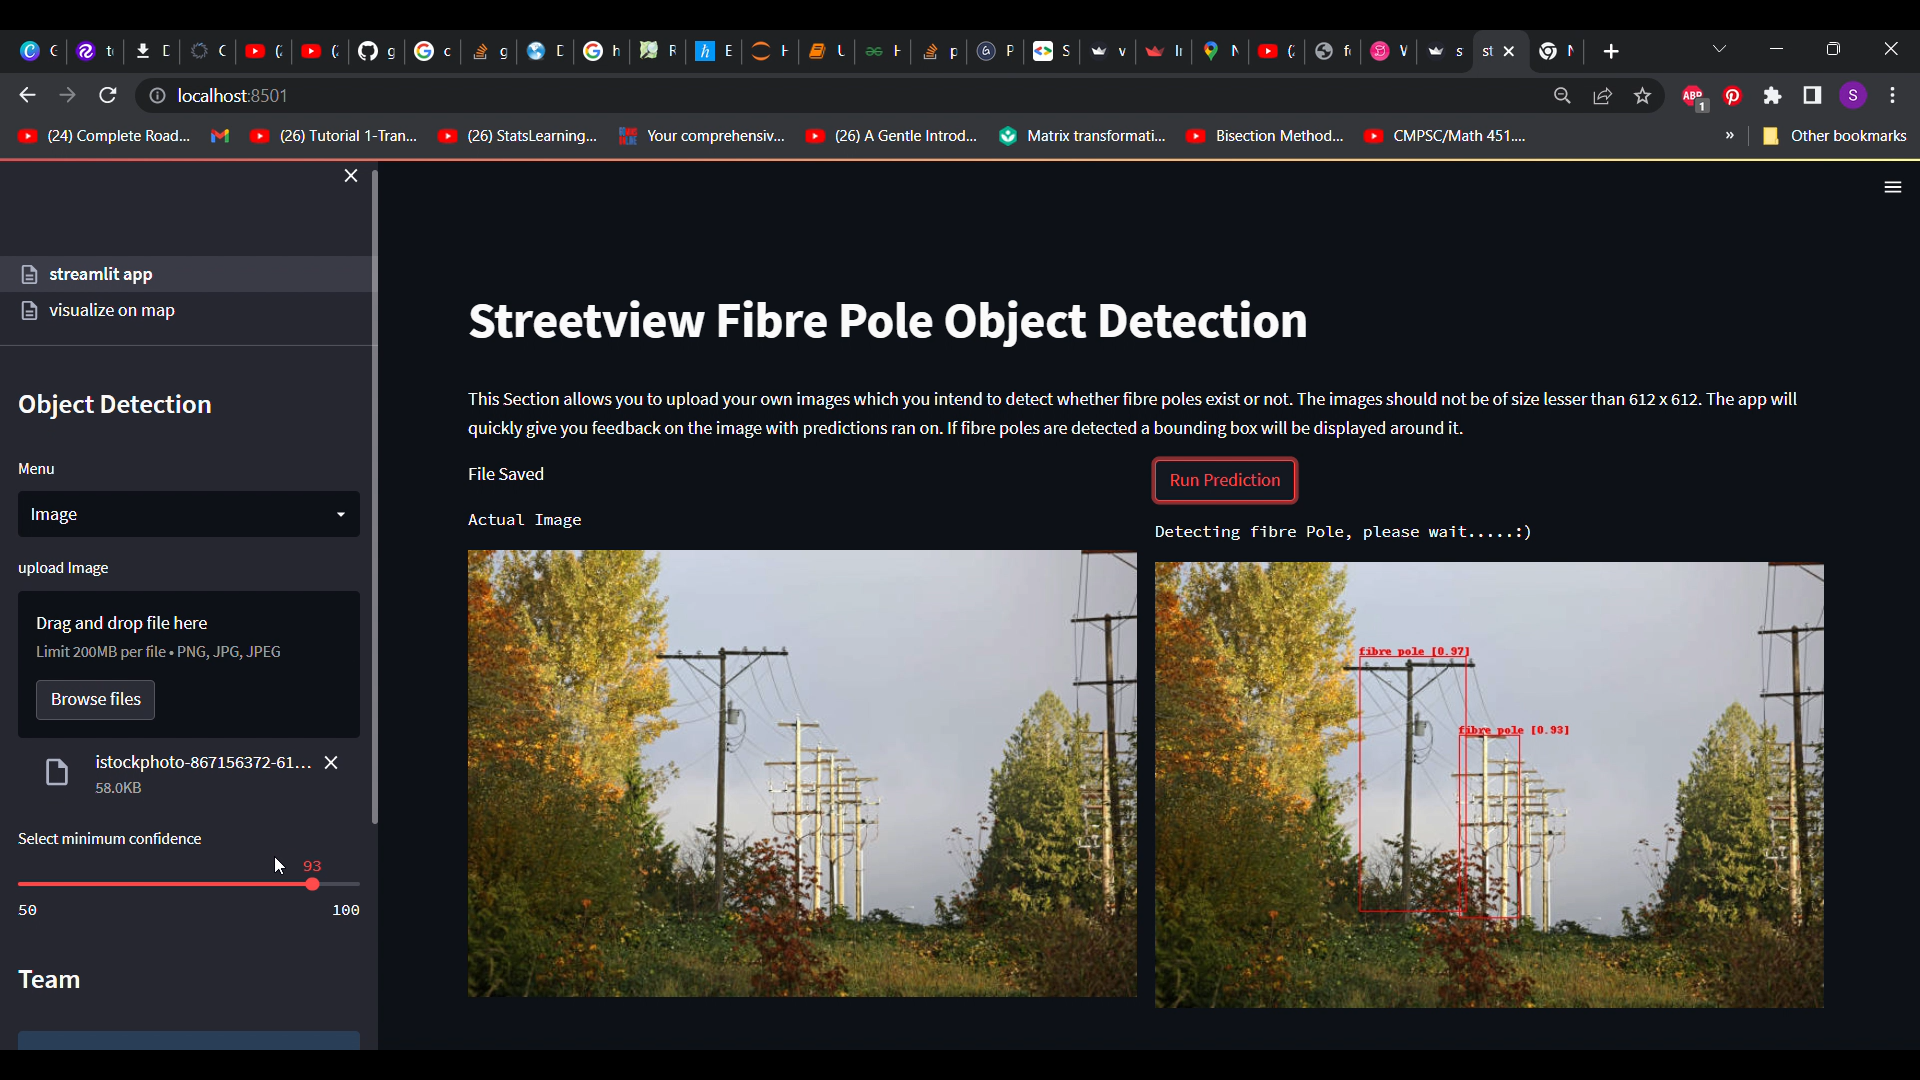 localhost:8501
ABP
1
S
(24) Complete Road...
(26) Tutorial 1-Tran...
(26) StatsLearning...
Your comprehensiv...
(26) A Gentle Introd...
Matrix transformati...
Bisection Method...
CMPSC/Math 451....
»
Other bookmarks
streamlit app
visualize on map
Object Detection
Menu
Image
upload Image
Drag and drop file here
Limit 200MB per file • PNG, JPG, JPEG
Browse files
istockphoto-867156372-61...
58.0KB
Select minimum confidence
93
50
100
Team
Streetview Fibre Pole Object Detection
This Section allows you to upload your own images which you intend to detect whether fibre poles exist or not. The images should not be of size lesser than 612 x 612. The app will
quickly give you feedback on the image with predictions ran on. If fibre poles are detected a bounding box will be displayed around it.
File Saved
Actual Image
Run Prediction
Detecting fibre Pole, please wait.....:)
fibre pole [0.97]
fibre pole [0.93]